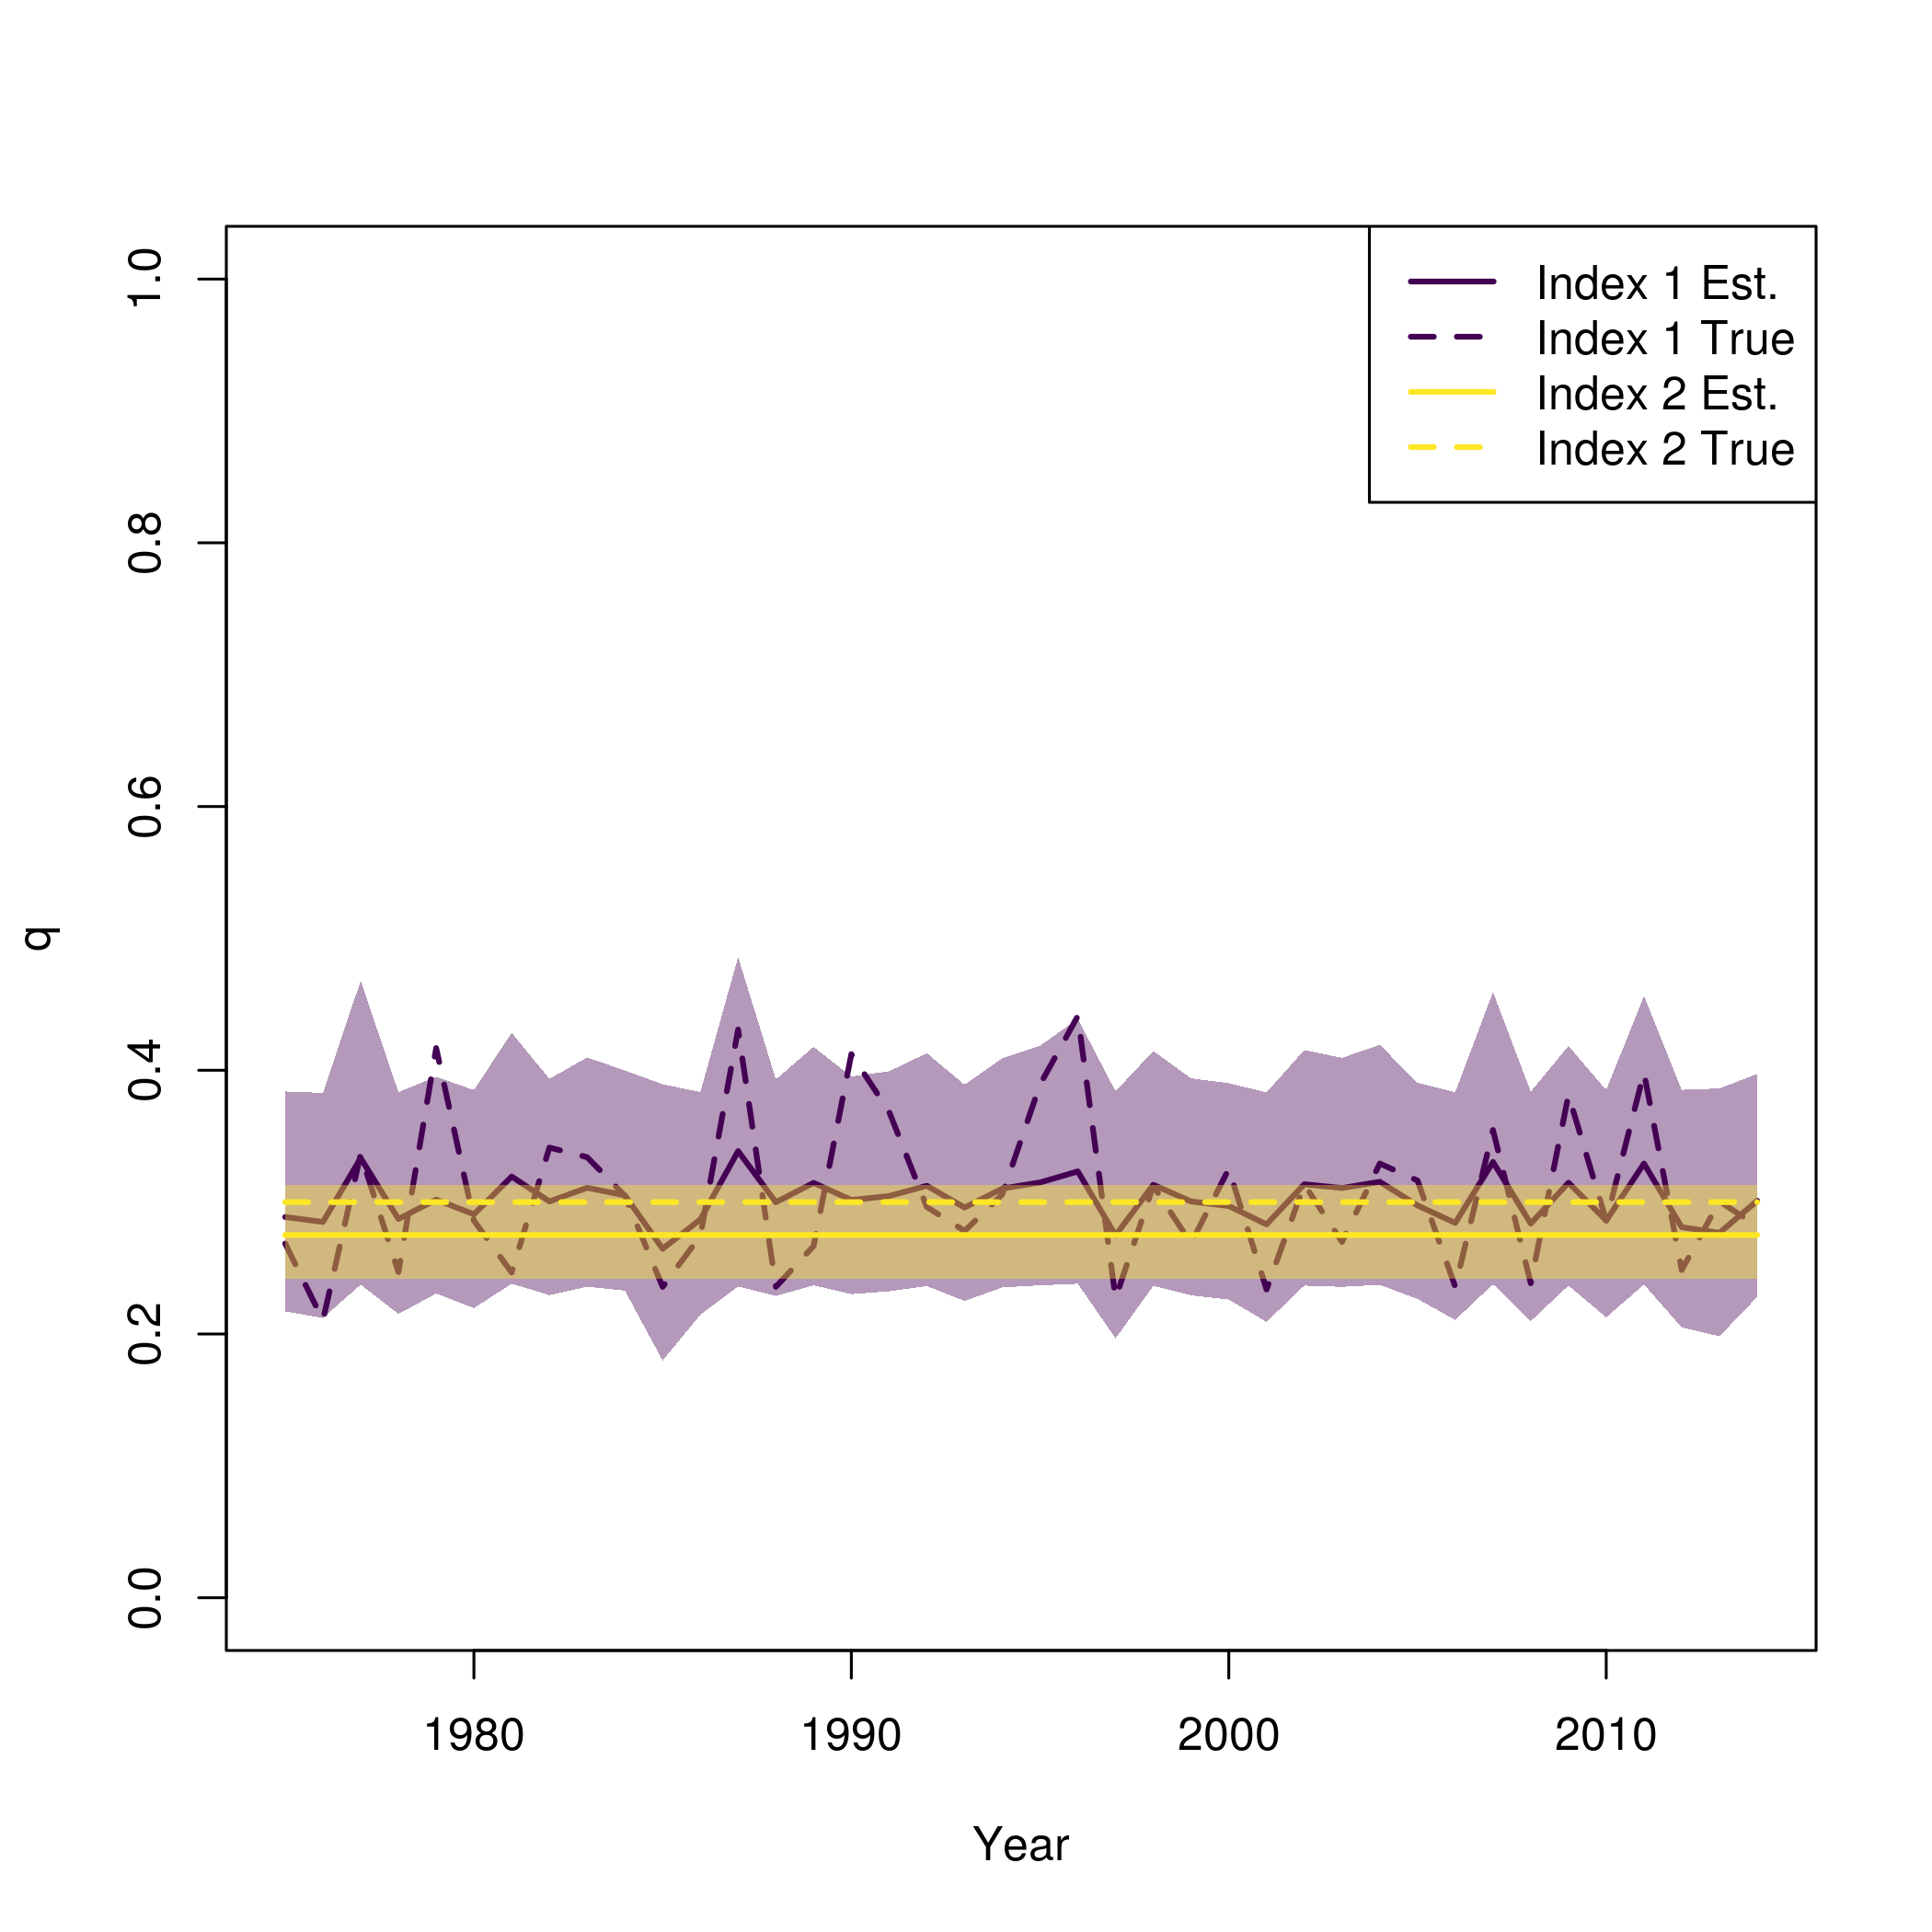 Index 1 Est.
Index 1 True
Index 2 Est.
Index 2 True
q
1.0
0.8
0.6
0.4
0.2
0.0
1980 1990 2000 2010
Year